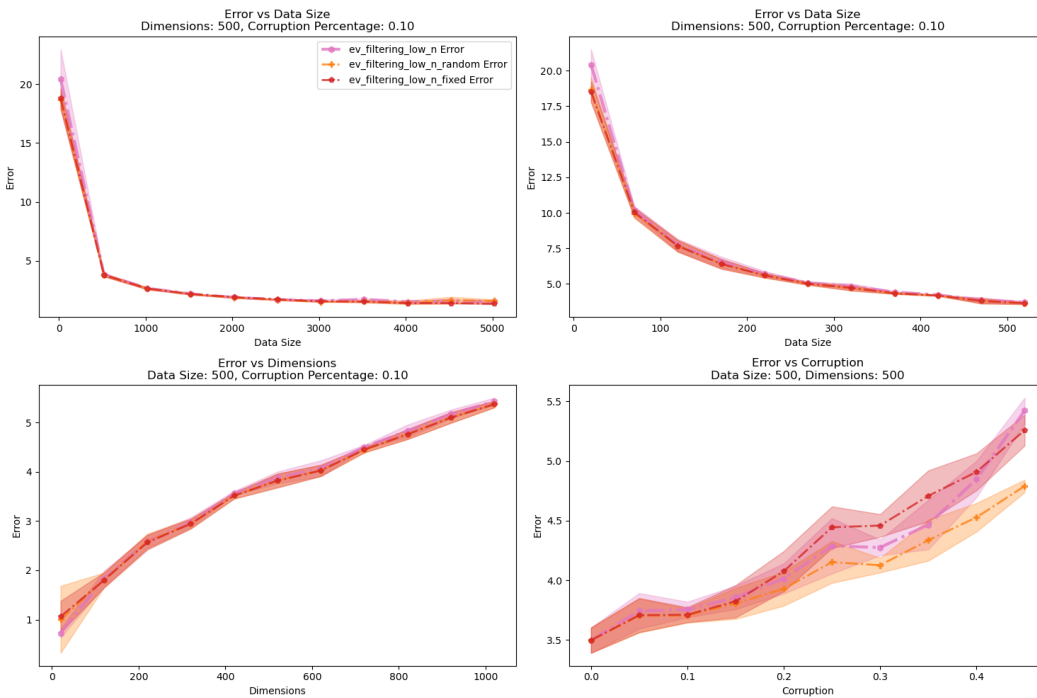 Error vs Data Size
Dimensions: 500, Corruption Percentage: 0.10
ev_filtering_low_n Error
ev_filtering_low_n_random Error
ev_filtering_low_n_fixed Error
20
15
10
5
Error
0
1000
2000
3000
4000
5000
Data Size
Error vs Data Size
Dimensions: 500, Corruption Percentage: 0.10
20.0
17.5
15.0
12.5
10.0
7.5
5.0
Error
0
100
200
300
400
500
Data Size
Error vs Dimensions
Data Size: 500, Corruption Percentage: 0.10
5
4
3
2
1
Error
0
200
400
600
800
1000
Dimensions
Error vs Corruption
Data Size: 500, Dimensions: 500
5.5
5.0
4.5
4.0
3.5
Error
0.0
0.1
0.2
0.3
0.4
Corruption